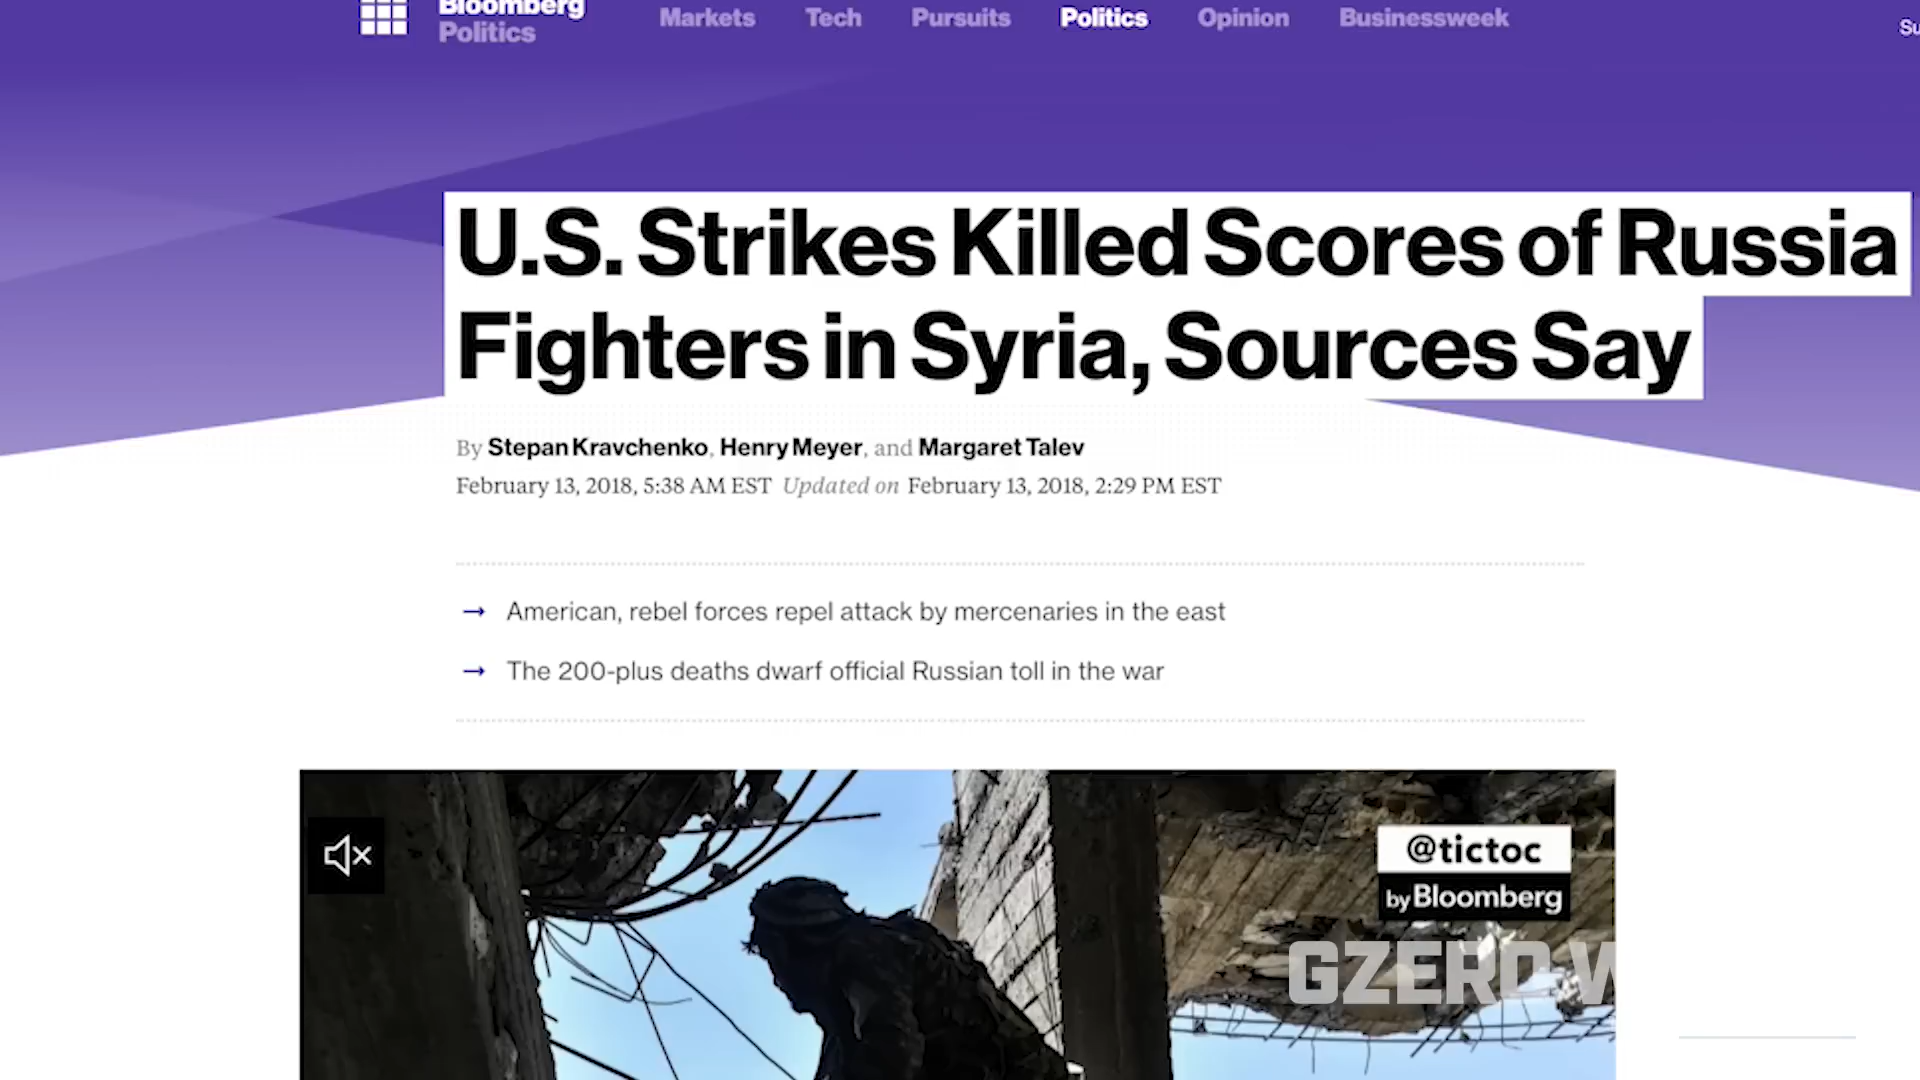 Bloomberg
Politics
Markets Tech Pursuits Politics Opinion Businessweek
U.S. Strikes Killed Scores of Russia
Fighters in Syria, Sources Say
By Stepan Kravchenko, Henry Meyer, and Margaret Talev
February 13, 2018, 5:38 AM EST Updated on February 13, 2018, 2:29 PM EST
→ American, rebel forces repel attack by mercenaries in the east
→ The 200-plus deaths dwarf official Russian toll in the war
@tictoc
by Bloomberg
GZERO W